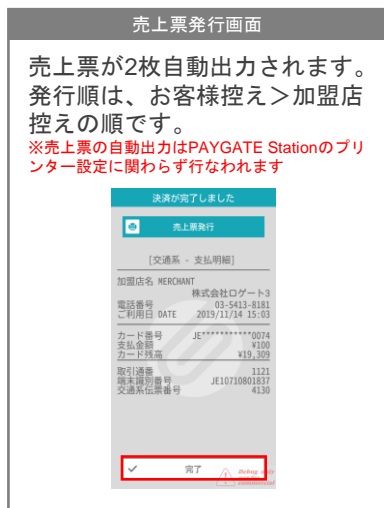 売上票発行画面
売上票が2枚自動出力されます。
発行順は、お客様控え＞加盟店
控えの順です。
※売上票の自動出力はPAYGATE Stationのプリ
ンター設定に関わらず行なわれます
決済が完了しました
売上票発行
[交通系 - 支払明細]
加盟店名 MERCHANT
株式会社ロゲート3
電話番号 03-5413-8181
ご利用日 DATE 2019/11/14 15:03
カード番号 JE***********0074
支払金額 ¥100
カード残高 ¥19,309
取引通番 1121
端末識別番号 JE10710801837
交通系伝票番号 4130
完了
Debug only
commercial